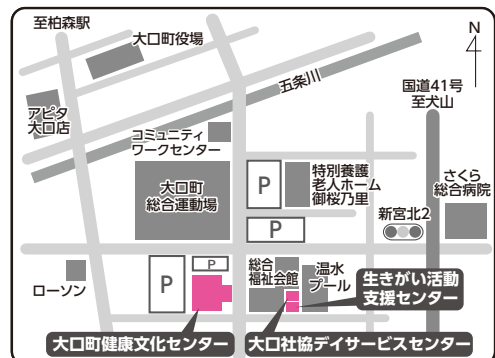 至柏森駅
大口町役場
N
五条川
国道41号
至犬山
アピタ
大口店
コミュニティ
ワークセンター
大口町
総合運動場
P
特別養護
老人ホーム
御桜乃里
さくら
総合病院
新宮北2
P
ローソン
P
P
総合
福祉会館
温水
プール
生きがい活動
支援センター
大口町健康文化センター
大口社協デイサービスセンター